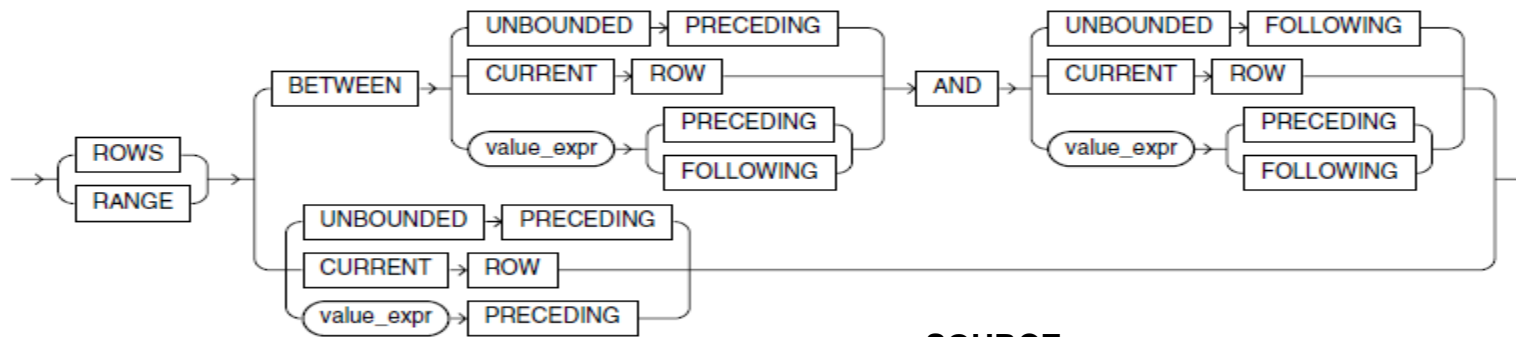 UNBOUNDED PRECEDING UNBOUNDED FOLLOWING
CURRENT ROW CURRENT ROW
BETWEEN AND
value_expr PRECEDING value_expr PRECEDING
FOLLOWING FOLLOWING
ROWS
RANGE
UNBOUNDED PRECEDING
CURRENT ROW
value_expr PRECEDING
SOURCE